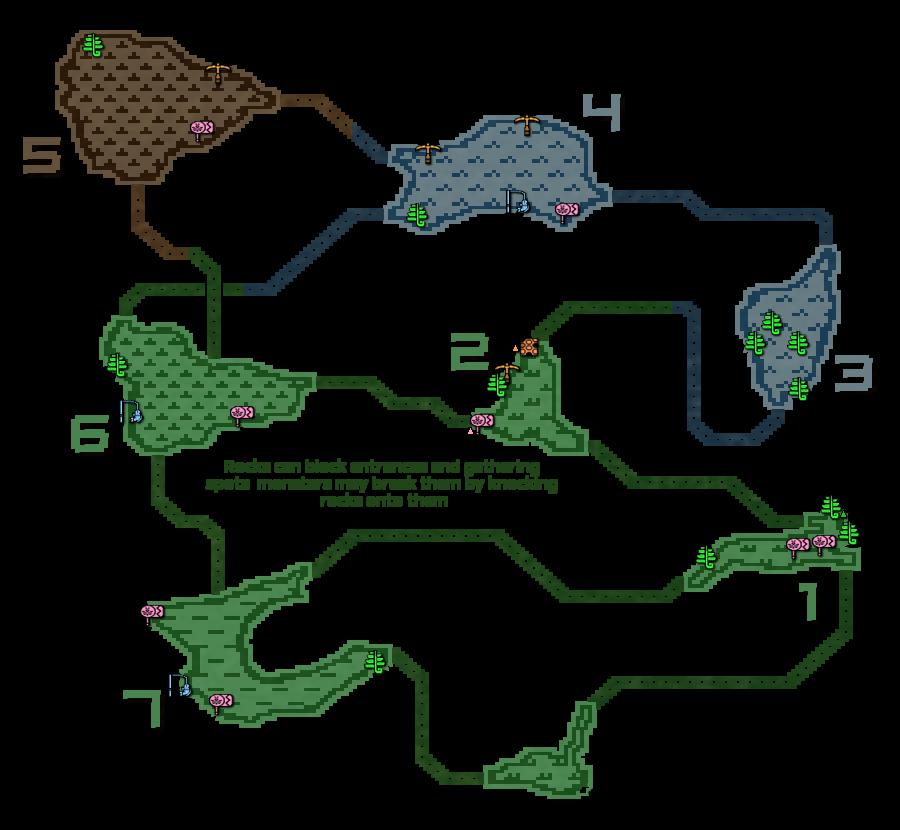 4
5
2
3
6
Rocks can block entrances and gathering
spots monsters may break them by knocking
rocks onto them
1
7